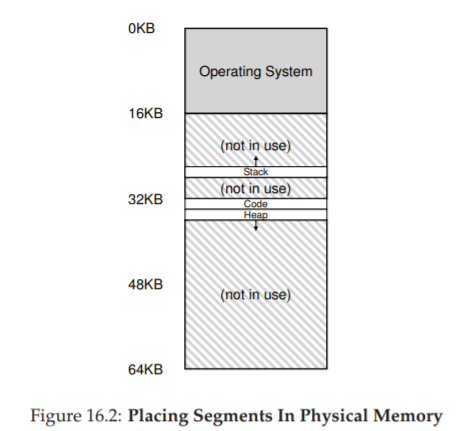 0KB
Operating System
16KB
(not in use)
Stack
(not in use)
32KB
Code
Heap
48KB
(not in use)
64KB
Figure 16.2: Placing Segments In Physical Memory